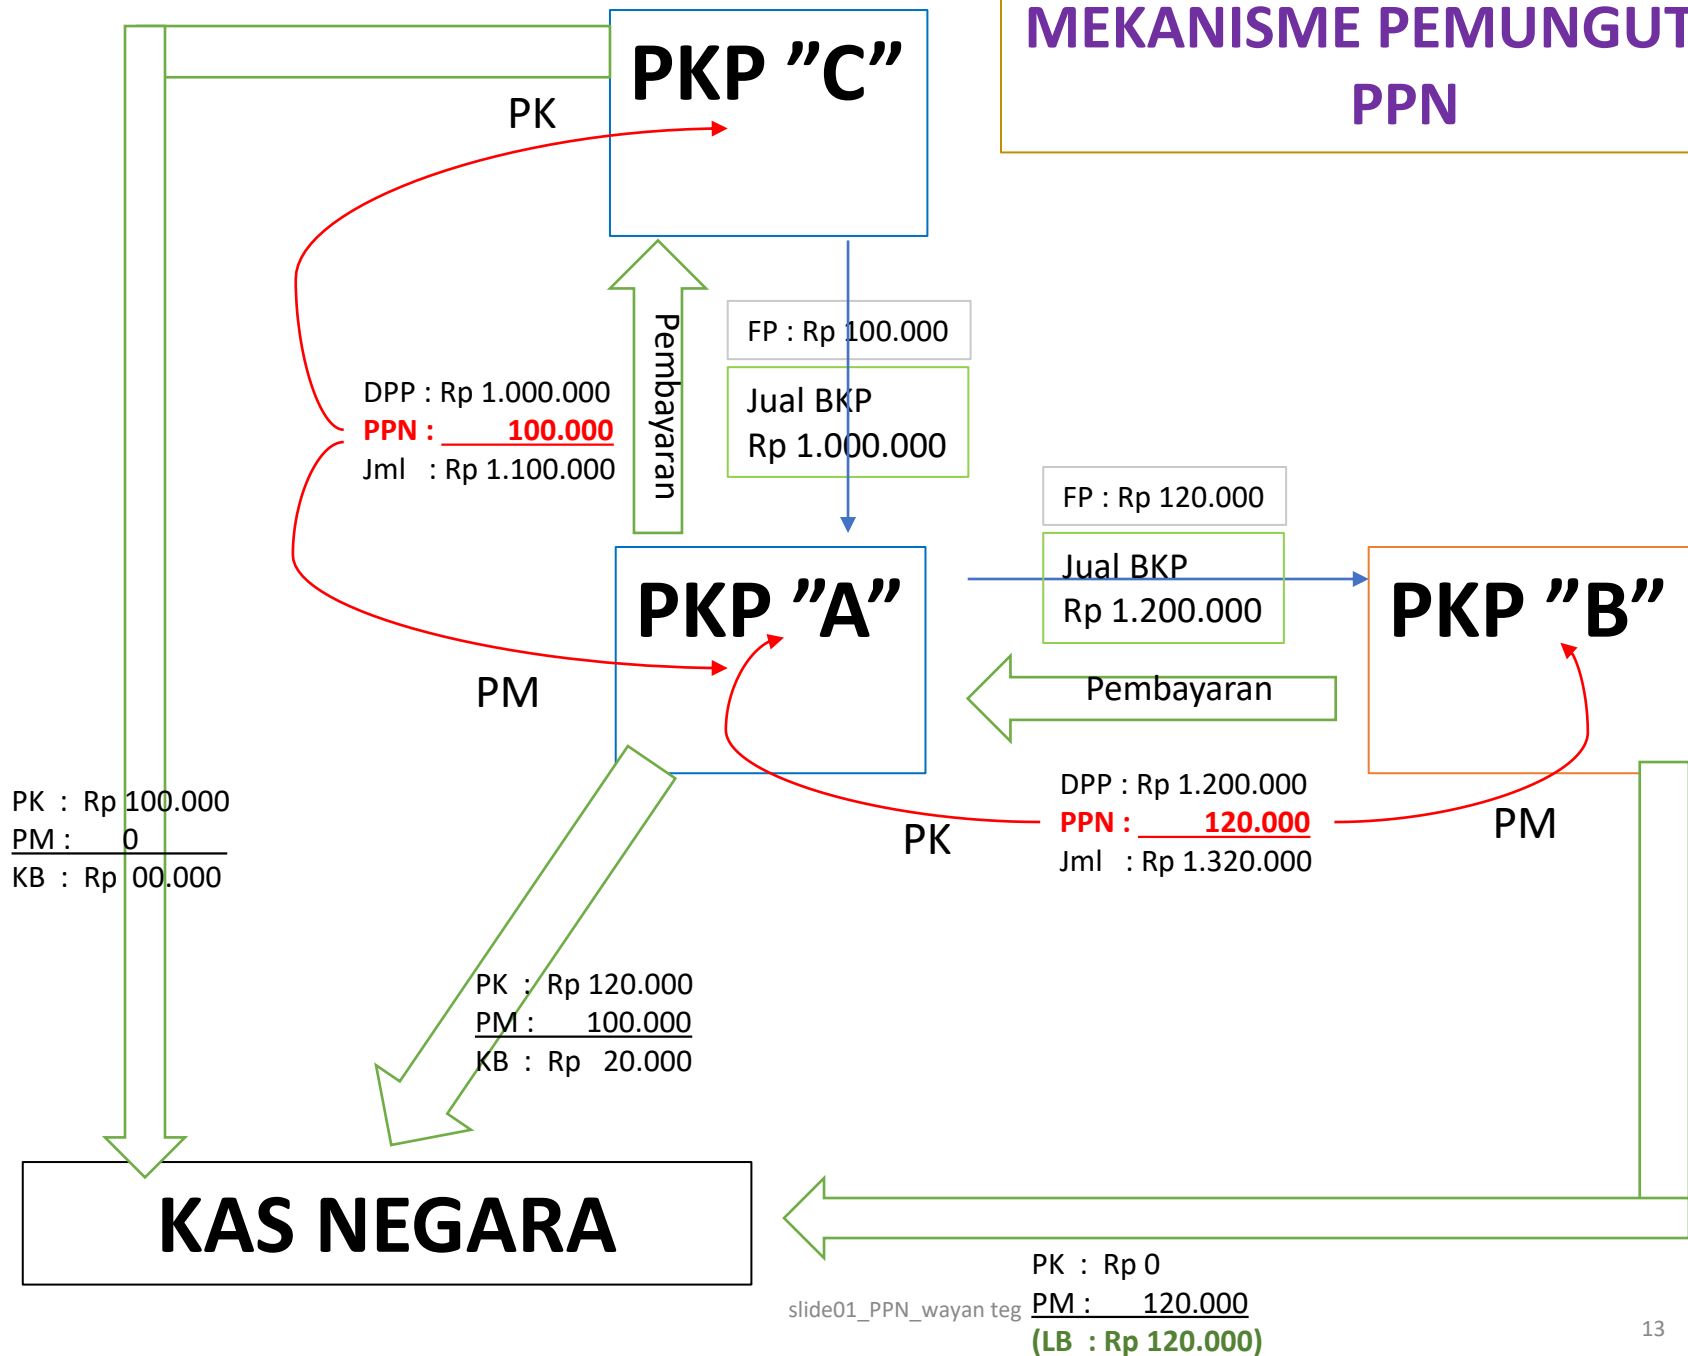 MEKANISME PEMUNGUT
PPN
PKP ”C”
PK
Pembayaran
FP : Rp 100.000
Jual BKP
Rp 1.000.000
DPP : Rp 1.000.000
PPN : 100.000
Jml : Rp 1.100.000
FP : Rp 120.000
Jual BKP
Rp 1.200.000
PKP ”A”
PKP ”B”
PM
Pembayaran
DPP : Rp 1.200.000
PPN : 120.000
Jml : Rp 1.320.000
PK
PM
PK : Rp 100.000
PM : 0
KB : Rp 00.000
PK : Rp 120.000
PM : 100.000
KB : Rp 20.000
KAS NEGARA
PK : Rp 0
PM : 120.000
(LB : Rp 120.000)
slide01_PPN_wayan teg
13